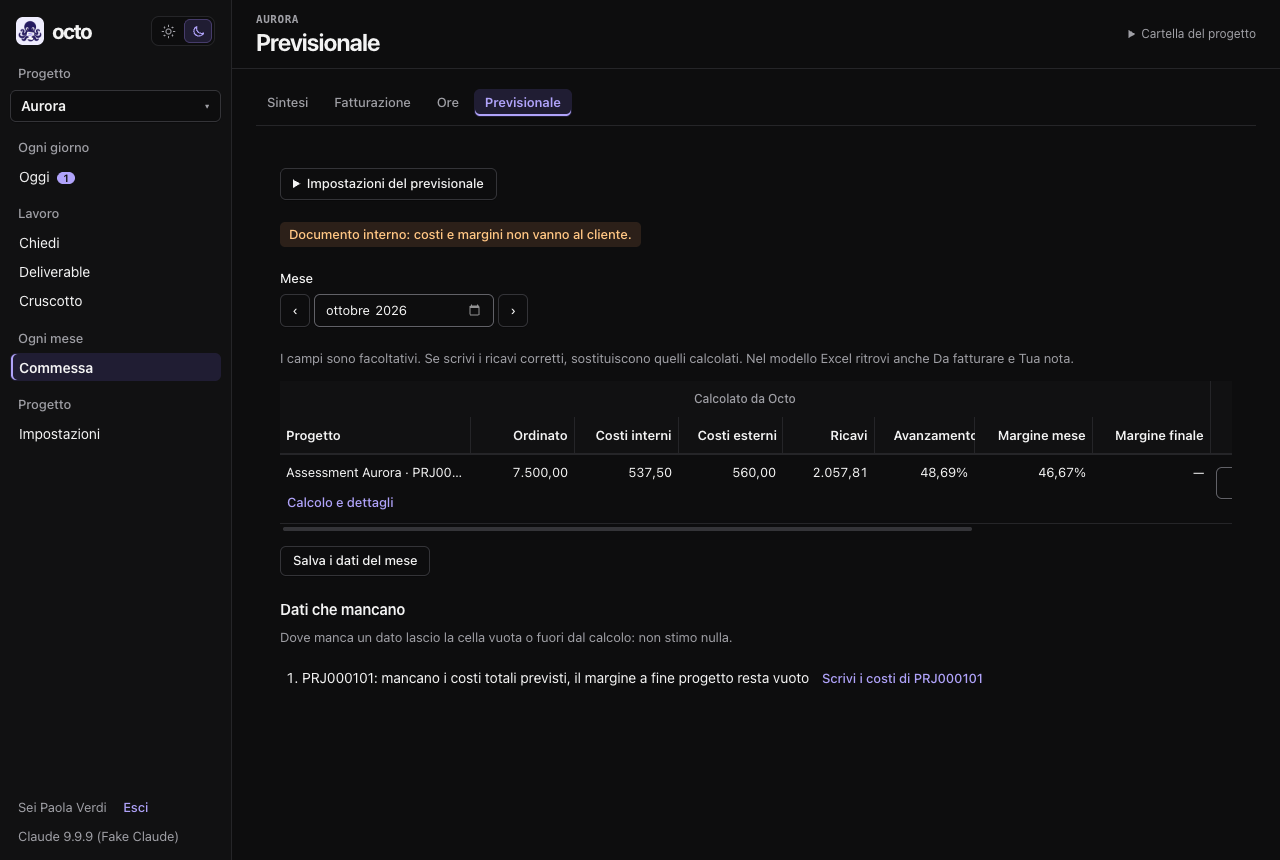 octo
Progetto
Aurora
Ogni giorno
Oggi 1
Lavoro
Chiedi
Deliverable
Cruscotto
Ogni mese
Commessa
Progetto
Impostazioni
Sei Paola Verdi Esci
Claude 9.9.9 (Fake Claude)
AURORA
Previsionale
Cartella del progetto
Sintesi Fatturazione Ore Previsionale
Impostazioni del previsionale
Documento interno: costi e margini non vanno al cliente.
Mese
‹ ottobre 2026 ›
I campi sono facoltativi. Se scrivi i ricavi corretti, sostituiscono quelli calcolati. Nel modello Excel ritrovi anche Da fatturare e Tua nota.
Calcolato da Octo
Progetto Ordinato Costi interni Costi esterni Ricavi Avanzamento Margine mese Margine finale
Assessment Aurora · PRJ00... 7.500,00 537,50 560,00 2.057,81 48,69% 46,67% —
Calcolo e dettagli
Salva i dati del mese
Dati che mancano
Dove manca un dato lascio la cella vuota o fuori dal calcolo: non stimo nulla.
1. PRJ000101: mancano i costi totali previsti, il margine a fine progetto resta vuoto Scrivi i costi di PRJ000101